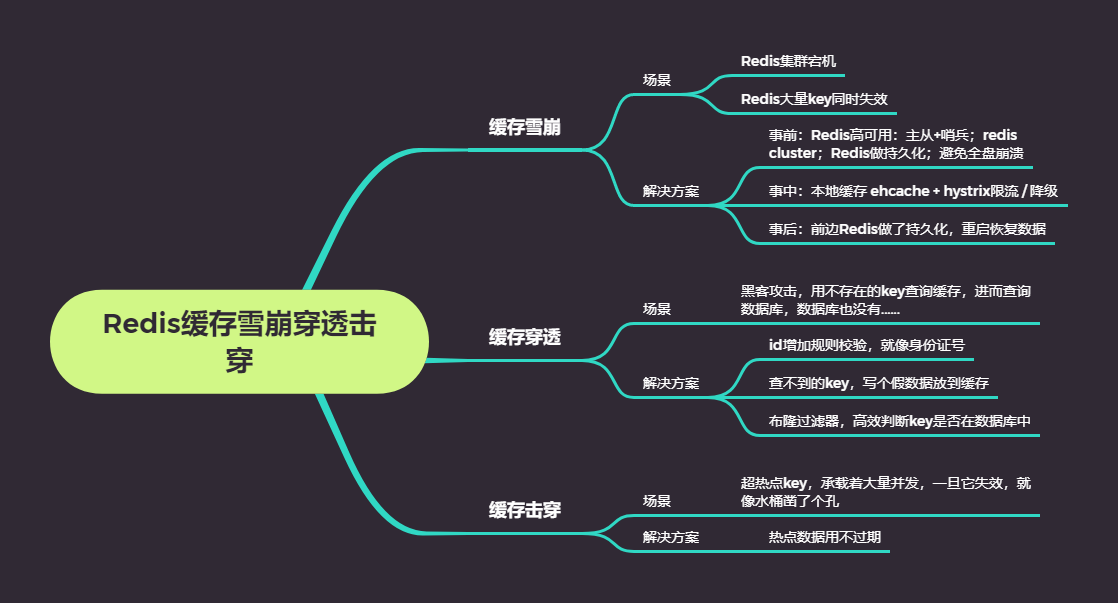 Redis缓存雪崩穿透击
穿
缓存雪崩
场景
Redis集群宕机
Redis大量key同时失效
解决方案
事前：Redis高可用：主从+哨兵；redis
cluster；Redis做持久化；避免全盘崩溃
事中：本地缓存 ehcache + hystrix限流 / 降级
事后：前边Redis做了持久化，重启恢复数据
缓存穿透
场景
黑客攻击，用不存在的key查询缓存，进而查询
数据库，数据库也没有......
解决方案
id增加规则校验，就像身份证号
查不到的key，写个假数据放到缓存
布隆过滤器，高效判断key是否在数据库中
缓存击穿
场景
超热点key，承载着大量并发，一旦它失效，就
像水桶凿了个孔
解决方案
热点数据用不过期